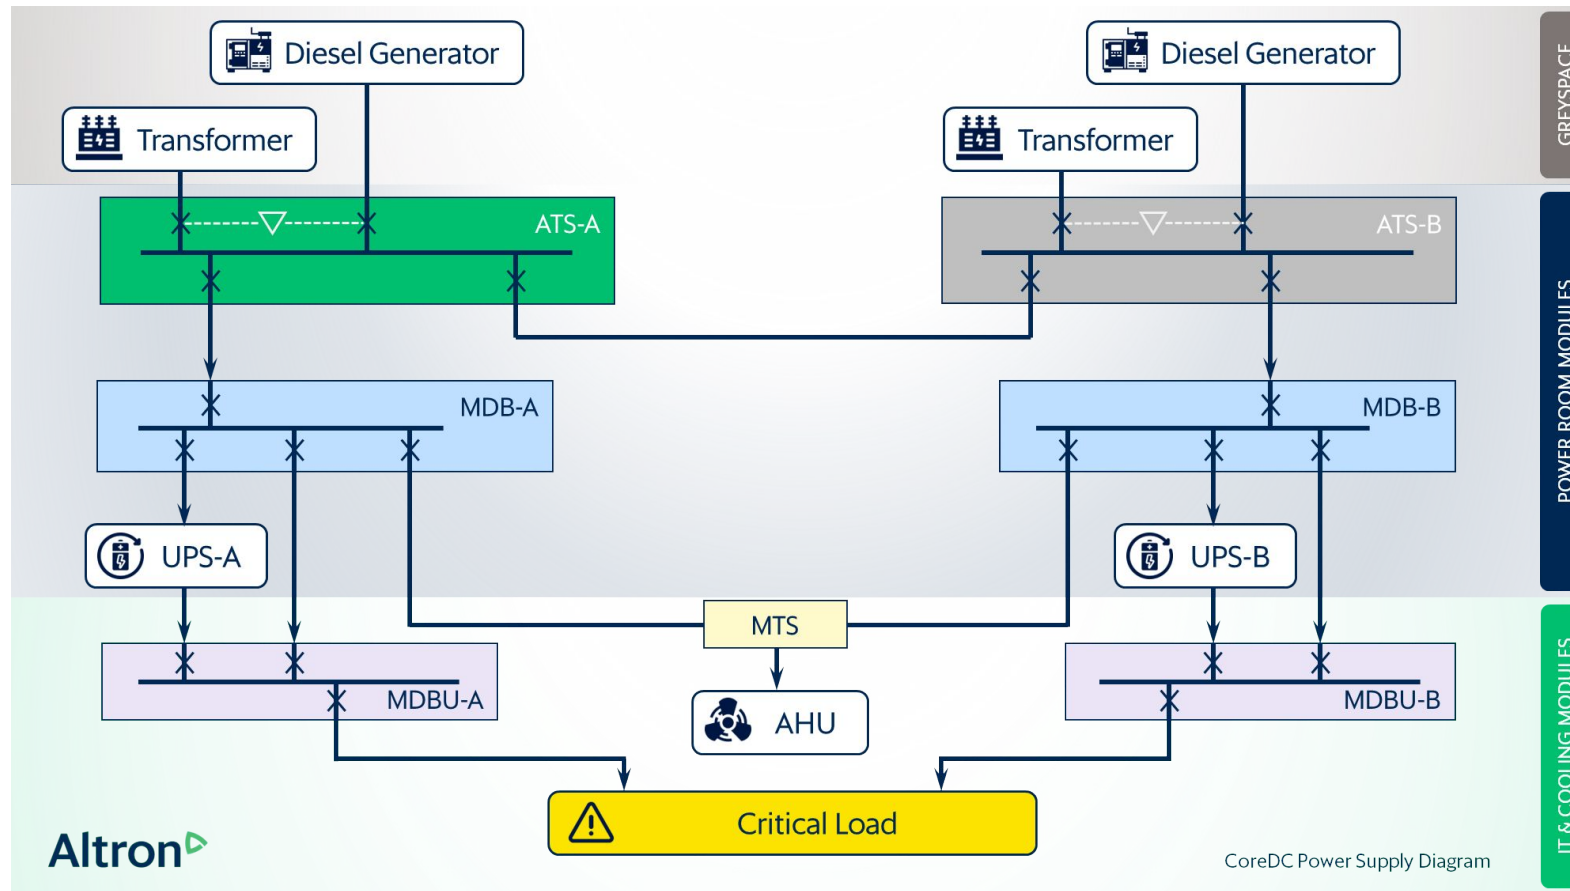 Diesel Generator
Diesel Generator
GREYSPACE
Transformer
Transformer
ATS-A
ATS-B
POWER ROOM MODULES
MDB-A
MDB-B
UPS-A
UPS-B
MTS
IT & COOLING MODULES
MDBU-A
MDBU-B
AHU
Critical Load
Altron
CoreDC Power Supply Diagram